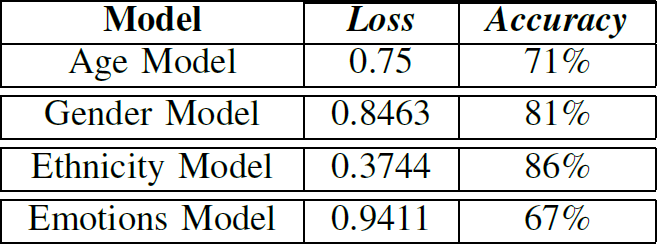 Model Loss Accuracy
Age Model 0.75 71%
Gender Model 0.8463 81%
Ethnicity Model 0.3744 86%
Emotions Model 0.9411 67%